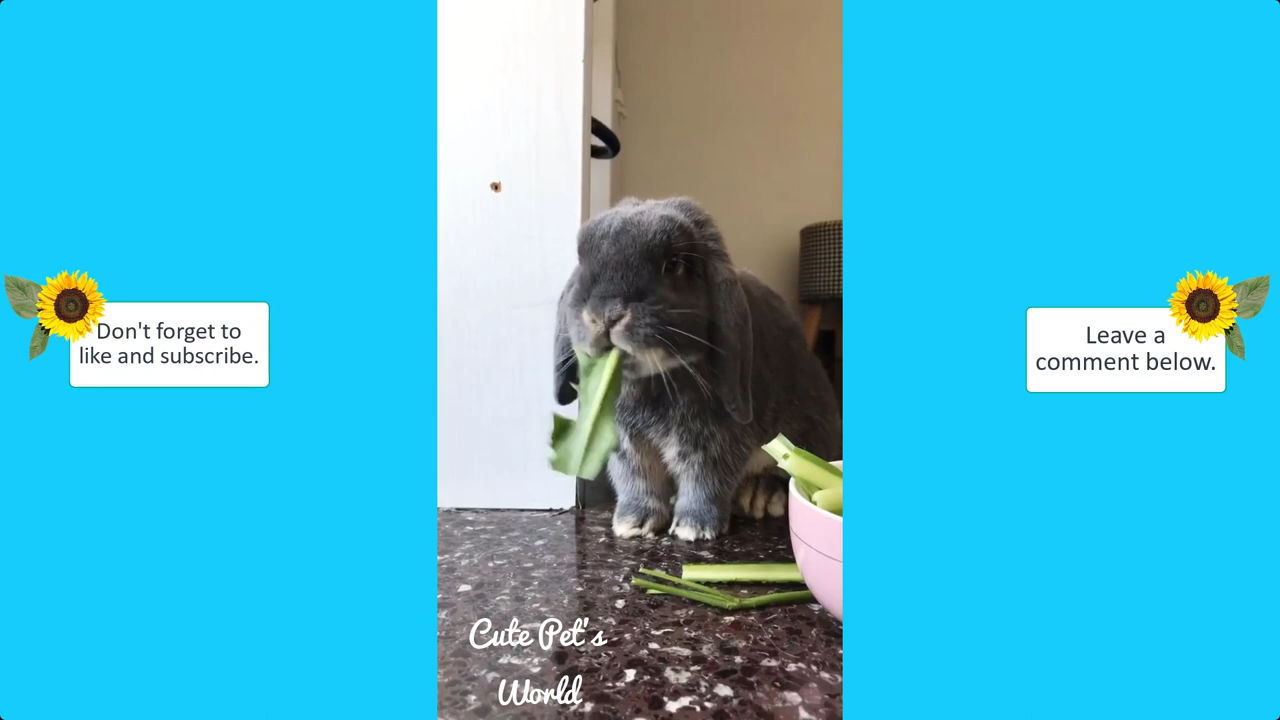 Don't forget to
like and subscribe.
Leave a
comment below.
Cute Pet's
World